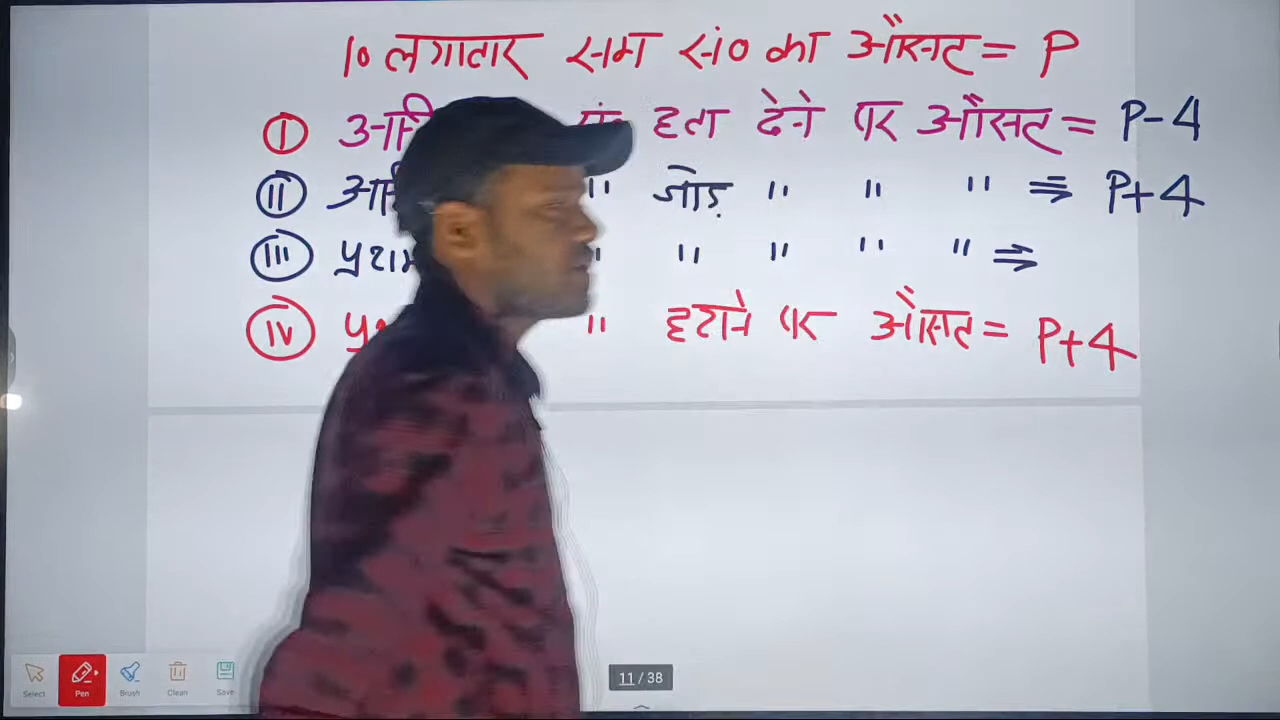 10 लगातार सम सं० का औसत = P
① हटा देने पर औसत = P-4
② " जोड़ " " " ⇒ P+4
③ " " " " " ⇒
④ " हटाने पर औसत = P+4
Select Pen Brush Clean Save
11 / 38